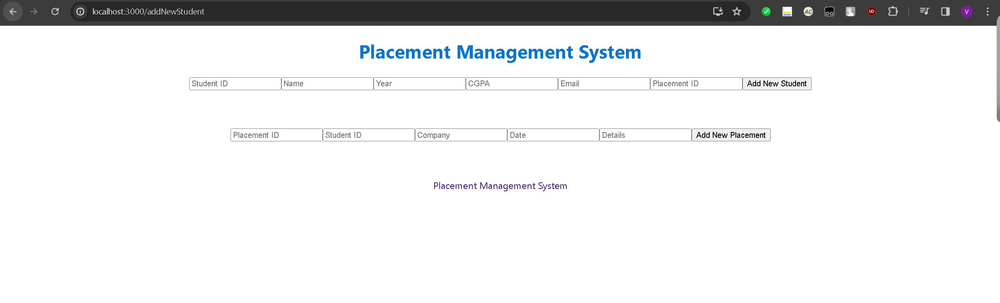 localhost:3000/addNewStudent
AC
V
Placement Management System
Student ID Name Year CGPA Email Placement ID Add New Student
Placement ID Student ID Company Date Details Add New Placement
Placement Management System